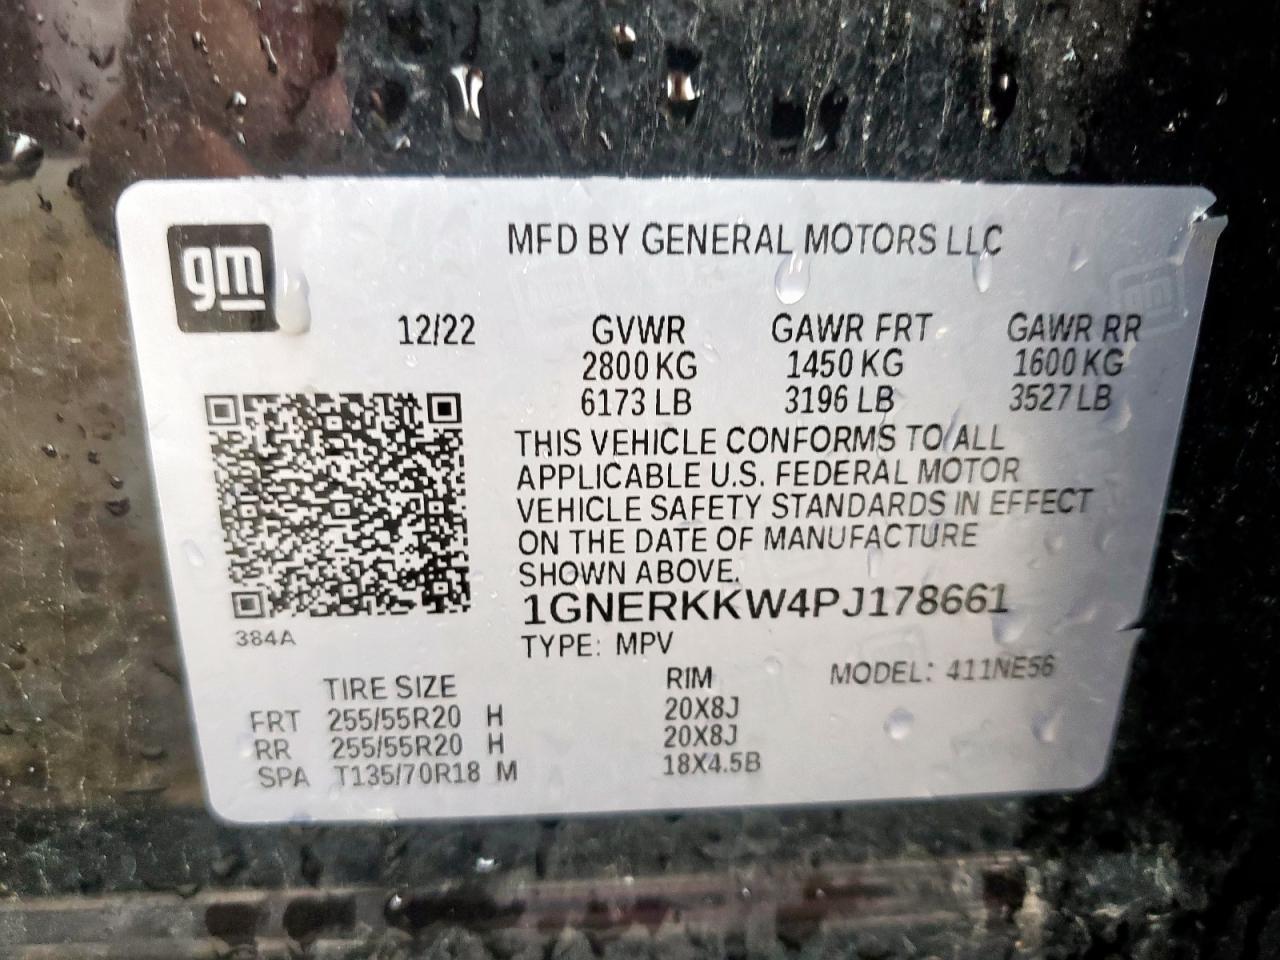 gm
MFD BY GENERAL MOTORS LLC
12/22 GVWR GAWR FRT GAWR RR
2800 KG 1450 KG 1600 KG
6173 LB 3196 LB 3527 LB
THIS VEHICLE CONFORMS TO ALL
APPLICABLE U.S. FEDERAL MOTOR
VEHICLE SAFETY STANDARDS IN EFFECT
ON THE DATE OF MANUFACTURE
SHOWN ABOVE.
1GNERKKW4PJ178661
384A
TYPE: MPV
MODEL: 411NE56
TIRE SIZE RIM
FRT 255/55R20 H 20X8J
RR 255/55R20 H 20X8J
SPA T135/70R18 M 18X4.5B